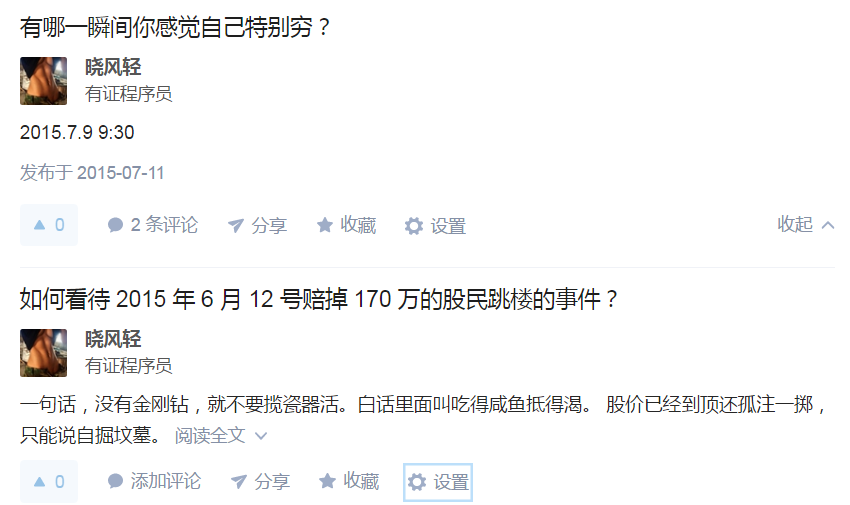 有哪一瞬间你感觉自己特别穷？
晓风轻
有证程序员
2015.7.9 9:30
发布于 2015-07-11
0 2 条评论 分享 收藏 设置 收起
如何看待 2015 年 6 月 12 号赔掉 170 万的股民跳楼的事件？
晓风轻
有证程序员
一句话，没有金刚钻，就不要揽瓷器活。白话里面叫吃得咸鱼抵得渴。 股价已经到顶还孤注一掷，
只能说自掘坟墓。 阅读全文
0 添加评论 分享 收藏 设置